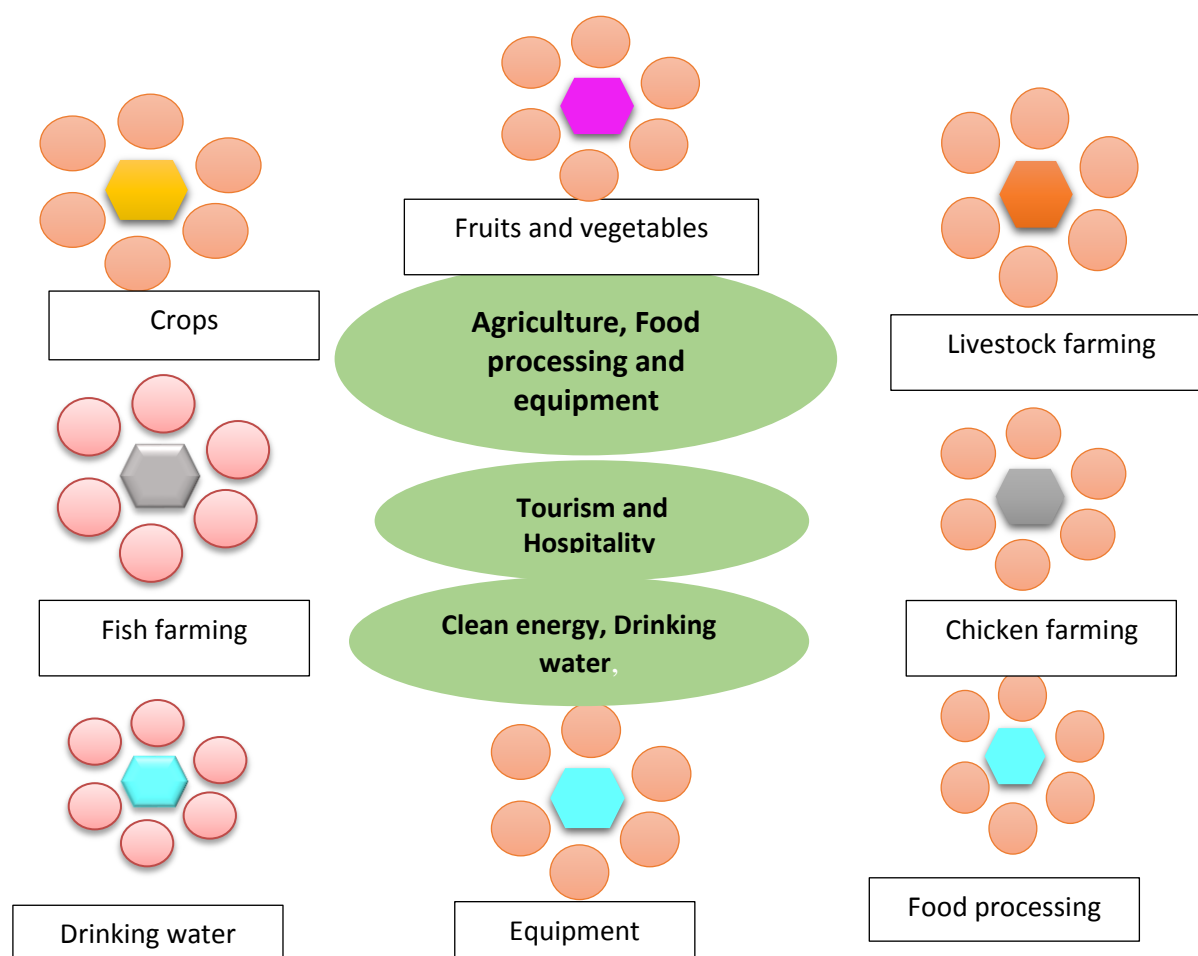 Fruits and vegetables
Crops
Agriculture, Food
processing and
equipment
Livestock farming
Tourism and
Hospitality
Fish farming
Clean energy, Drinking
water,
Chicken farming
Drinking water
Equipment
Food processing